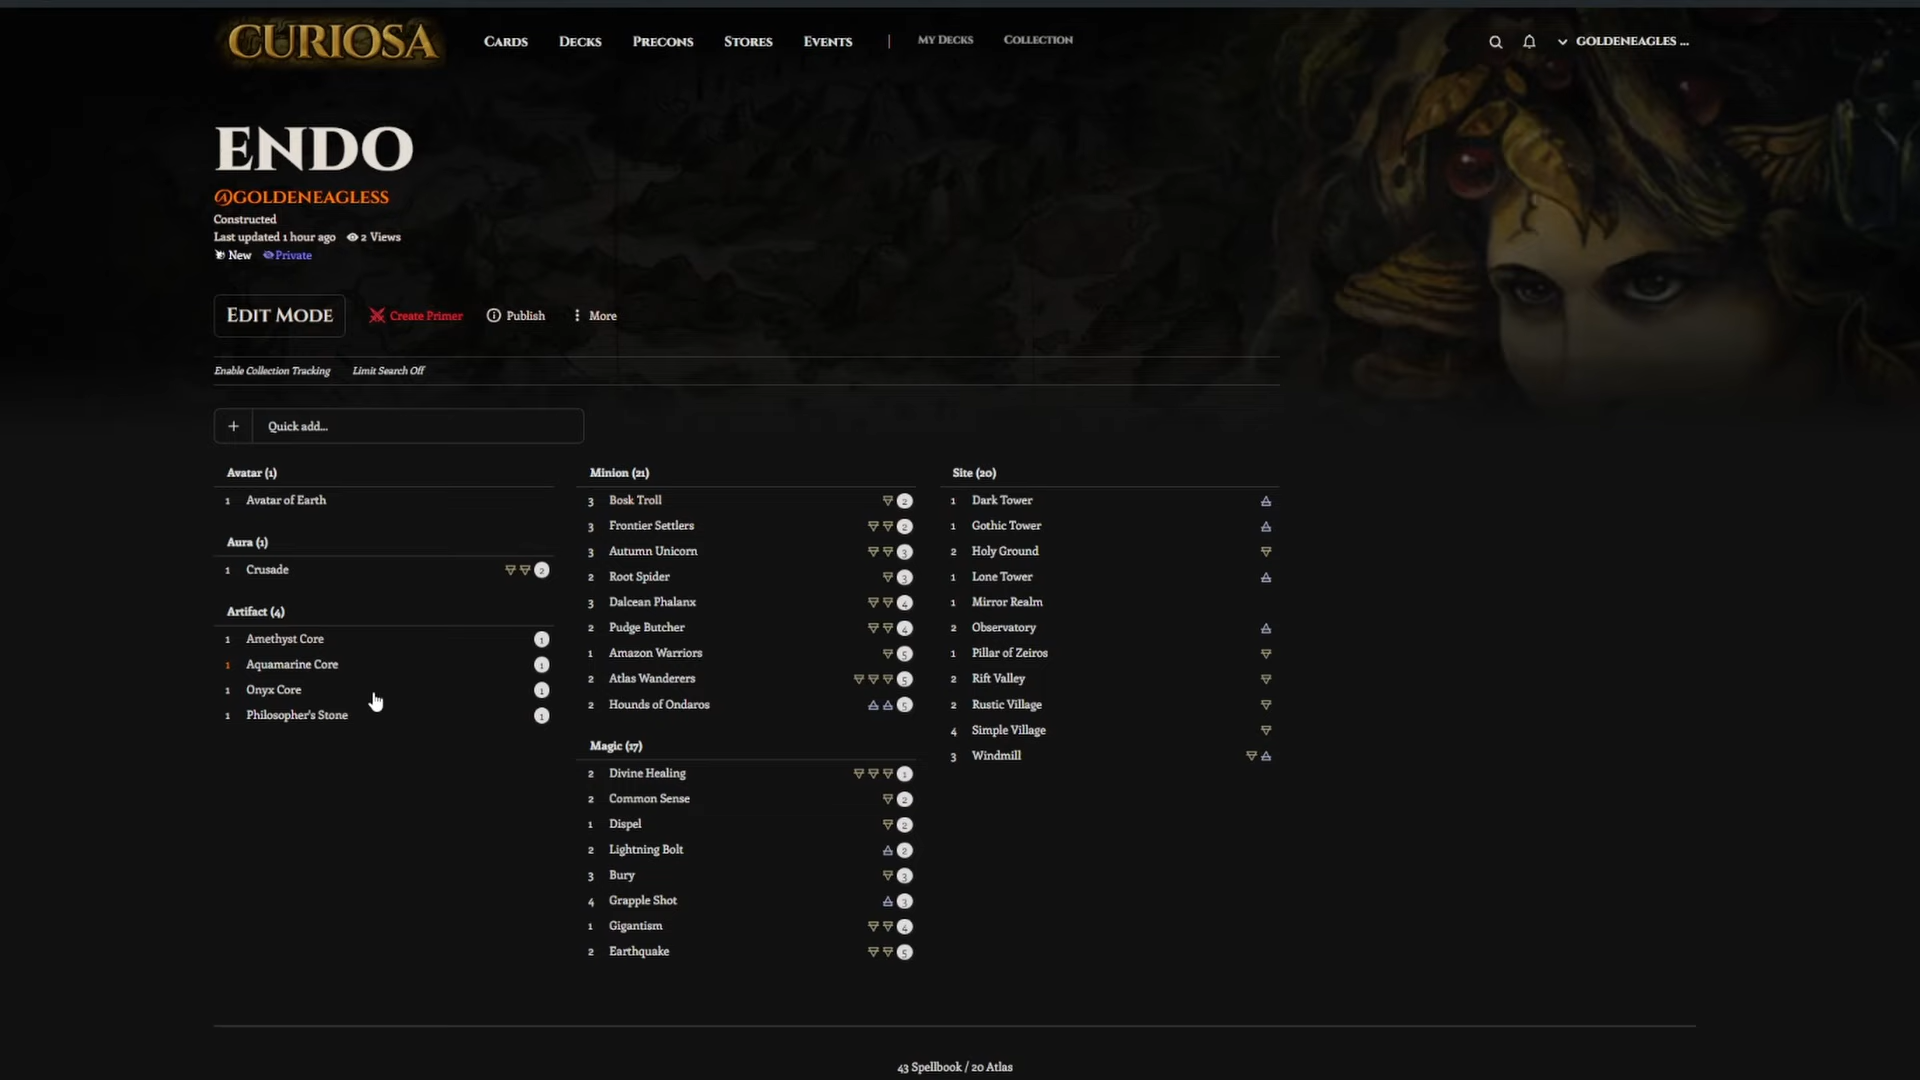 CURIOSA
CARDS DECKS PRECONS STORES EVENTS | MY DECKS COLLECTION GOLDENEAGLES ...
ENDO
@GOLDENEAGLESS
Constructed
Last updated 1 hour ago 2 Views
New Private
EDIT MODE Create Primer Publish More
Enable Collection Tracking Limit Search Off
+ Quick add...
Avatar (1)
1 Avatar of Earth
Aura (1)
1 Crusade 2
Artifact (4)
1 Amethyst Core 1
1 Aquamarine Core 1
1 Onyx Core 1
1 Philosopher's Stone 1
Minion (21)
3 Bosk Troll 2
3 Frontier Settlers 2
3 Autumn Unicorn 3
2 Root Spider 3
3 Dalcean Phalanx 4
2 Pudge Butcher 4
1 Amazon Warriors 5
2 Atlas Wanderers 5
2 Hounds of Ondaros 5
Magic (17)
2 Divine Healing 1
2 Common Sense 2
1 Dispel 2
2 Lightning Bolt 2
3 Bury 3
4 Grapple Shot 3
1 Gigantism 4
2 Earthquake 5
Site (20)
1 Dark Tower
1 Gothic Tower
2 Holy Ground
1 Lone Tower
1 Mirror Realm
2 Observatory
1 Pillar of Zeiros
2 Rift Valley
2 Rustic Village
4 Simple Village
3 Windmill
43 Spellbook / 20 Atlas